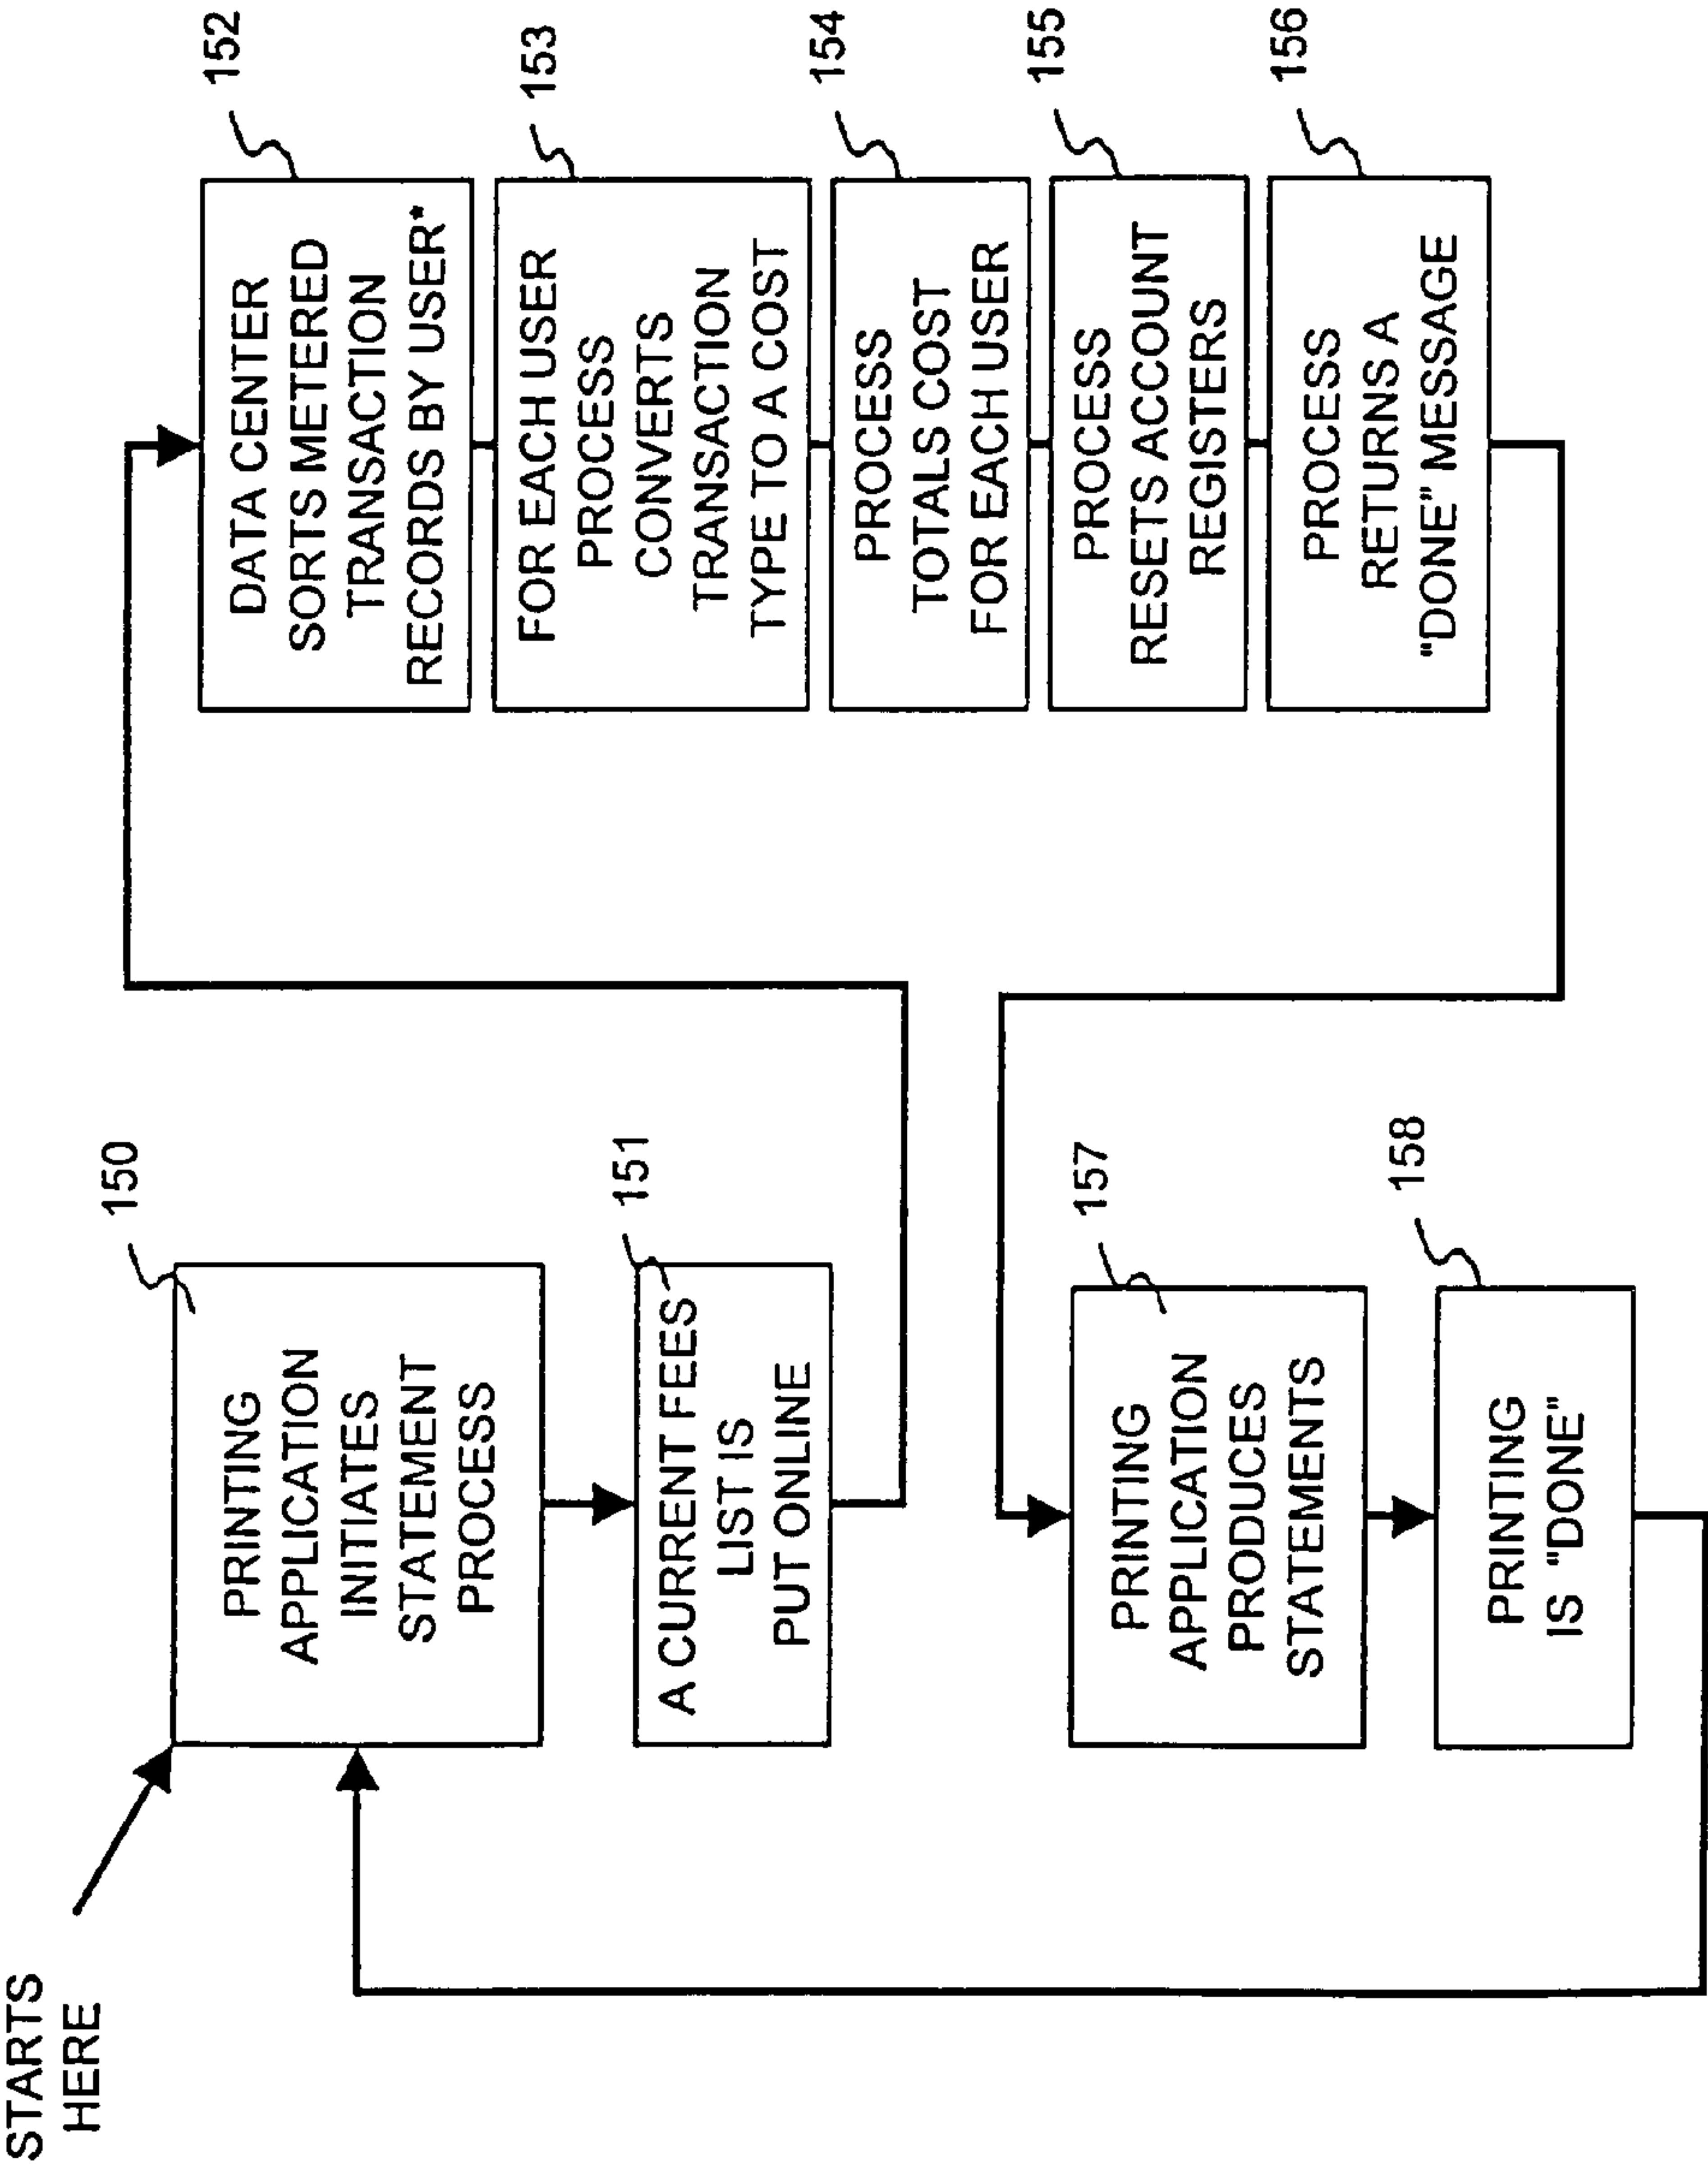 STARTS
HERE
150
PRINTING
APPLICATION
INITIATES
STATEMENT
PROCESS
151
A CURRENT FEES
LIST IS
PUT ONLINE
152
DATA CENTER
SORTS METERED
TRANSACTION
RECORDS BY USER*
153
FOR EACH USER
PROCESS
CONVERTS
TRANSACTION
TYPE TO A COST
154
PROCESS
TOTALS COST
FOR EACH USER
155
PROCESS
RESETS ACCOUNT
REGISTERS
156
PROCESS
RETURNS A
"DONE" MESSAGE
157
PRINTING
APPLICATION
PRODUCES
STATEMENTS
158
PRINTING
IS "DONE"